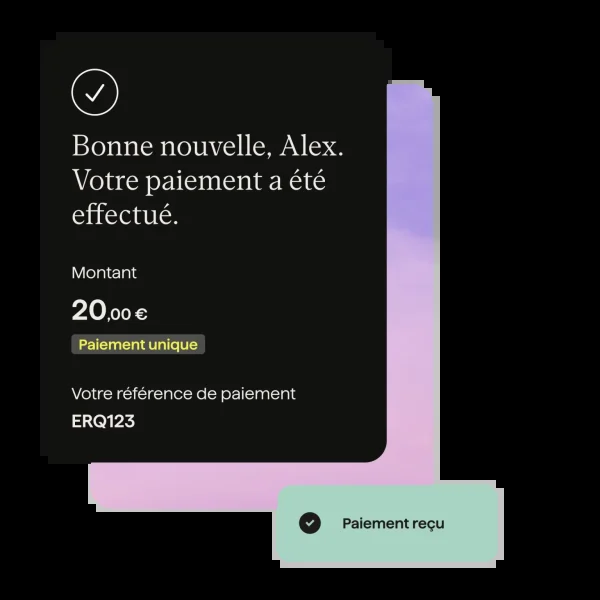 Bonne nouvelle, Alex.
Votre paiement a été
effectué.
Montant
20,00 €
Paiement unique
Votre référence de paiement
ERQ123
Paiement reçu